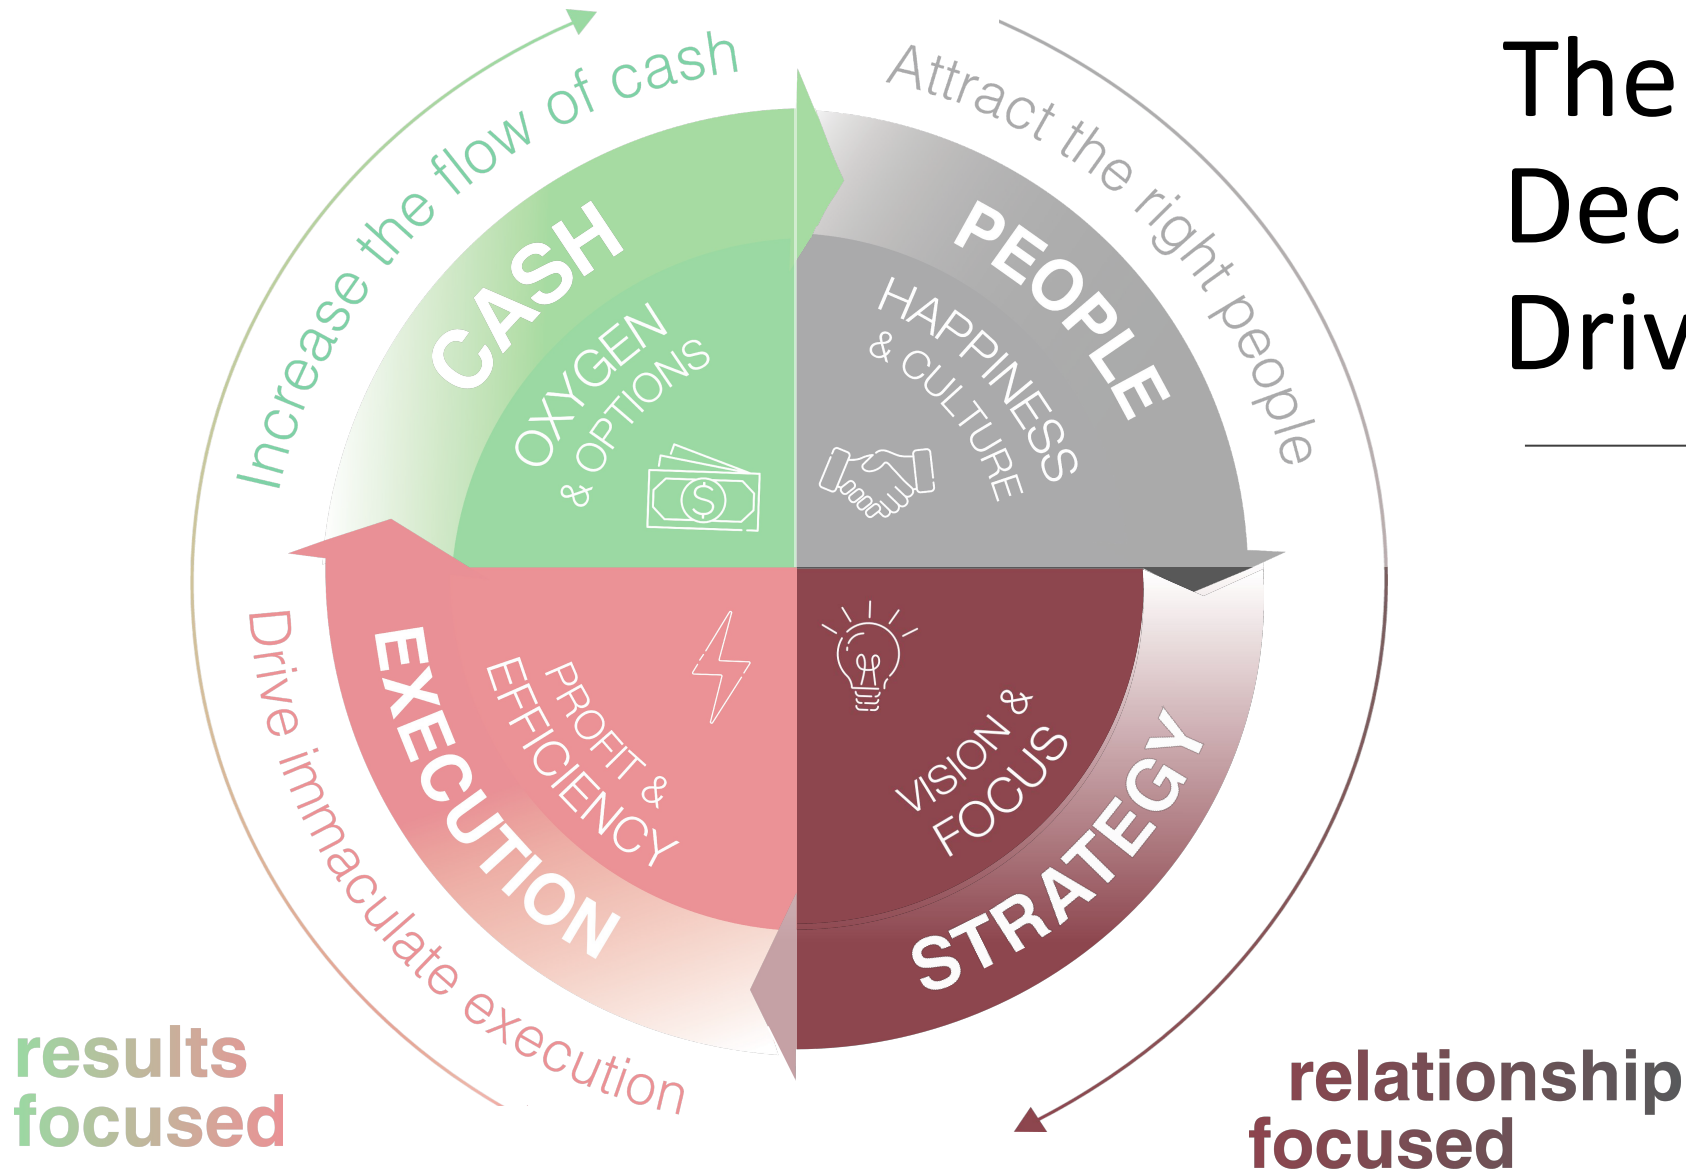 The
Dec
Driv
Increase the flow of cash
CASH
OXYGEN
& OPTIONS
$
Attract the right people
PEOPLE
HAPPINESS
& CULTURE
Drive immaculate execution
EXECUTION
PROFIT &
EFFICIENCY
VISION &
FOCUS
STRATEGY
results
focused
relationship
focused